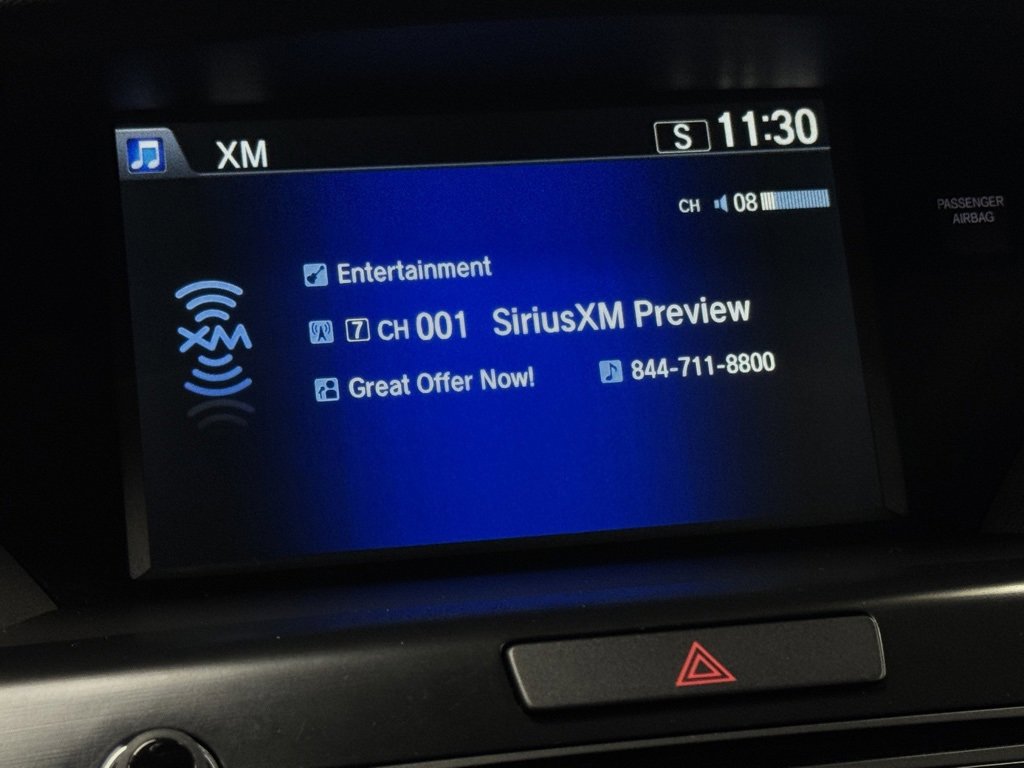 XM
S 11:30
CH 08
PASSENGER
AIRBAG
Entertainment
XM
7 CH 001 SiriusXM Preview
Great Offer Now! 844-711-8800